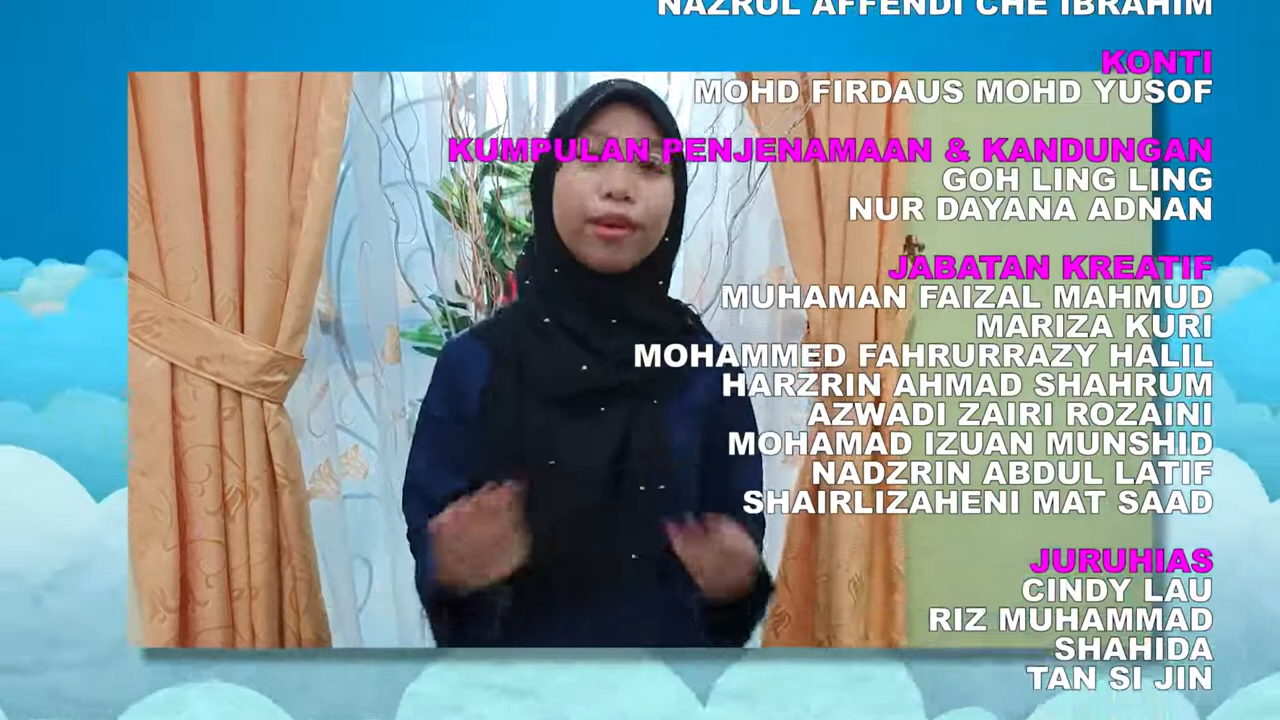 NAZRUL AFFENDI CHE IBRAHIM
KONTI
MOHD FIRDAUS MOHD YUSOF
KUMPULAN PENJENAMAAN & KANDUNGAN
GOH LING LING
NUR DAYANA ADNAN
JABATAN KREATIF
MUHAMAN FAIZAL MAHMUD
MARIZA KURI
MOHAMMED FAHRURRAZY HALIL
HARZRIN AHMAD SHAHRUM
AZWADI ZAIRI ROZAINI
MOHAMAD IZUAN MUNSHID
NADZRIN ABDUL LATIF
SHAIRLIZAHENI MAT SAAD
JURUHIAS
CINDY LAU
RIZ MUHAMMAD
SHAHIDA
TAN SI JIN